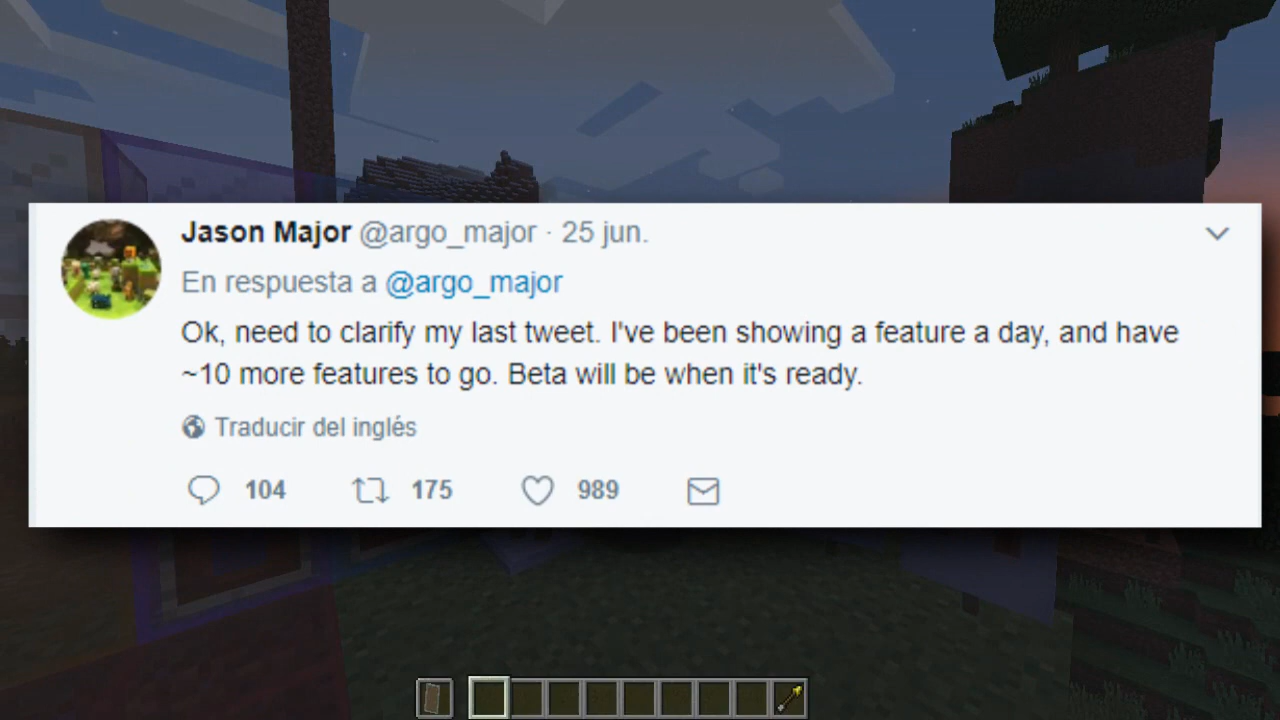 Jason Major @argo_major · 25 jun.
En respuesta a @argo_major
Ok, need to clarify my last tweet. I've been showing a feature a day, and have
~10 more features to go. Beta will be when it's ready.
Traducir del inglés
104 175 989